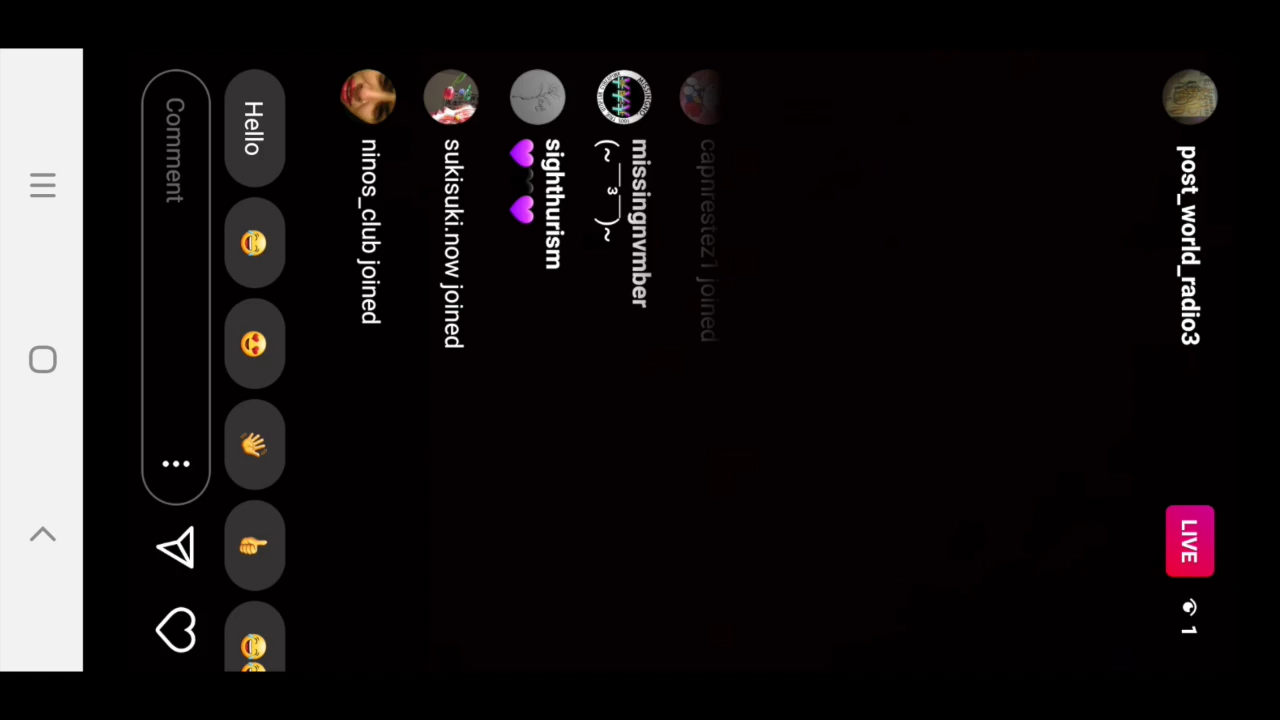 post_world_radio3
LIVE
1
capnrestez1 joined
missingnvmber
(~￣³￣)~
sighthurism
💜🖤💜
sukisuki.now joined
ninos_club joined
Hello
Comment